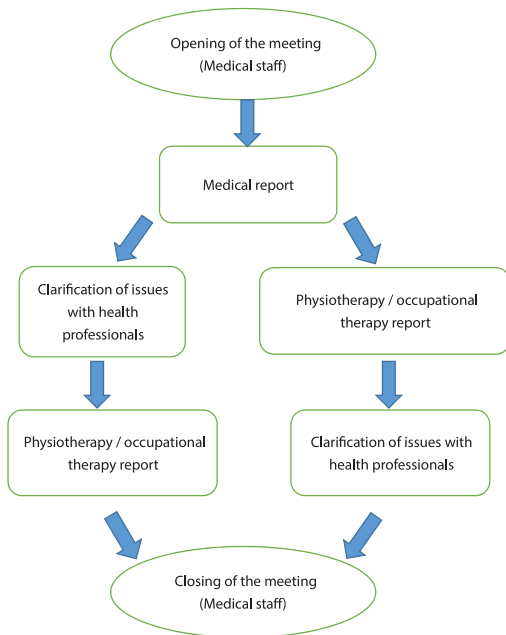 Opening of the meeting
(Medical staff)
Medical report
Clarification of issues
with health
professionals
Physiotherapy / occupational
therapy report
Physiotherapy / occupational
therapy report
Clarification of issues with
health professionals
Closing of the meeting
(Medical staff)